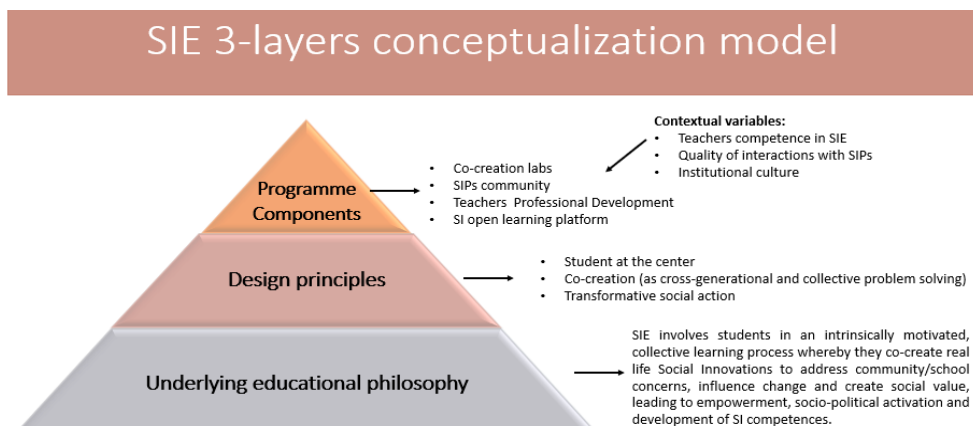 SIE 3-layers conceptualization model
Contextual variables:
• Teachers competence in SIE
• Quality of interactions with SIPs
• Institutional culture
Programme
Components
• Co-creation labs
• SIPs community
• Teachers Professional Development
• SI open learning platform
Design principles
• Student at the center
• Co-creation (as cross-generational and collective problem solving)
• Transformative social action
Underlying educational philosophy
SIE involves students in an intrinsically motivated,
collective learning process whereby they co-create real
life Social Innovations to address community/school
concerns, influence change and create social value,
leading to empowerment, socio-political activation and
development of SI competences.